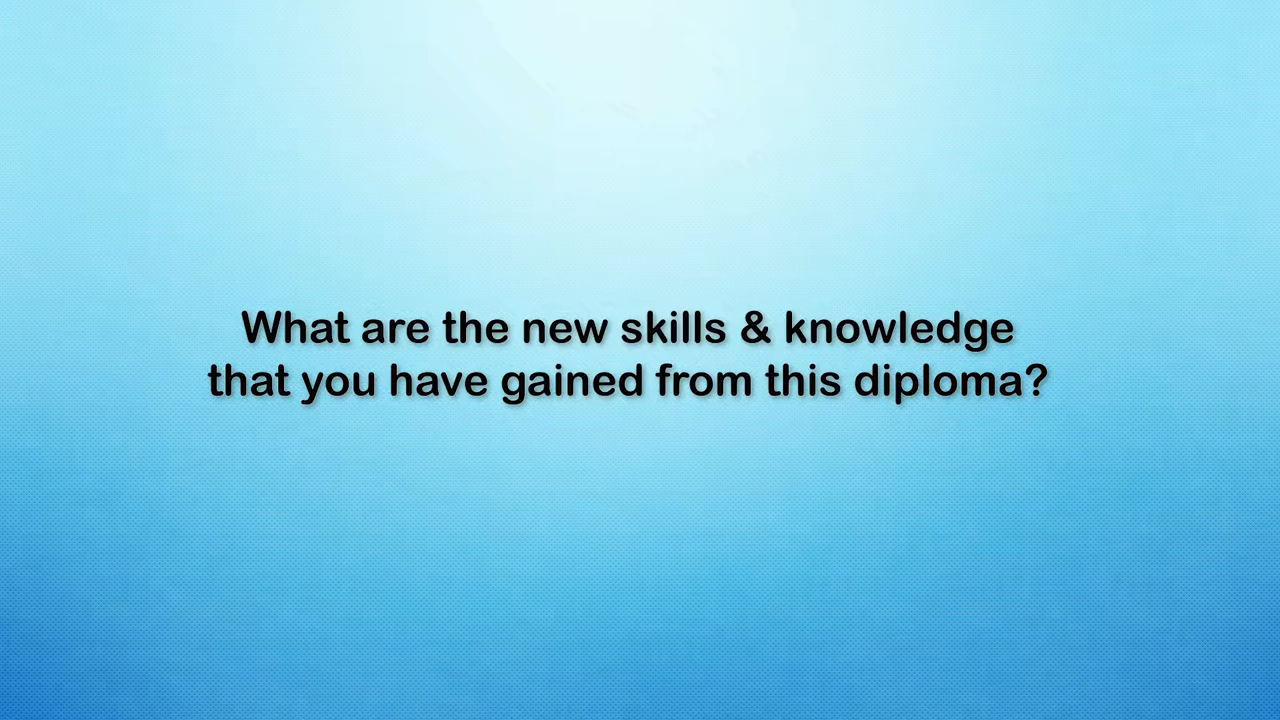 What are the new skills & knowledge
that you have gained from this diploma?